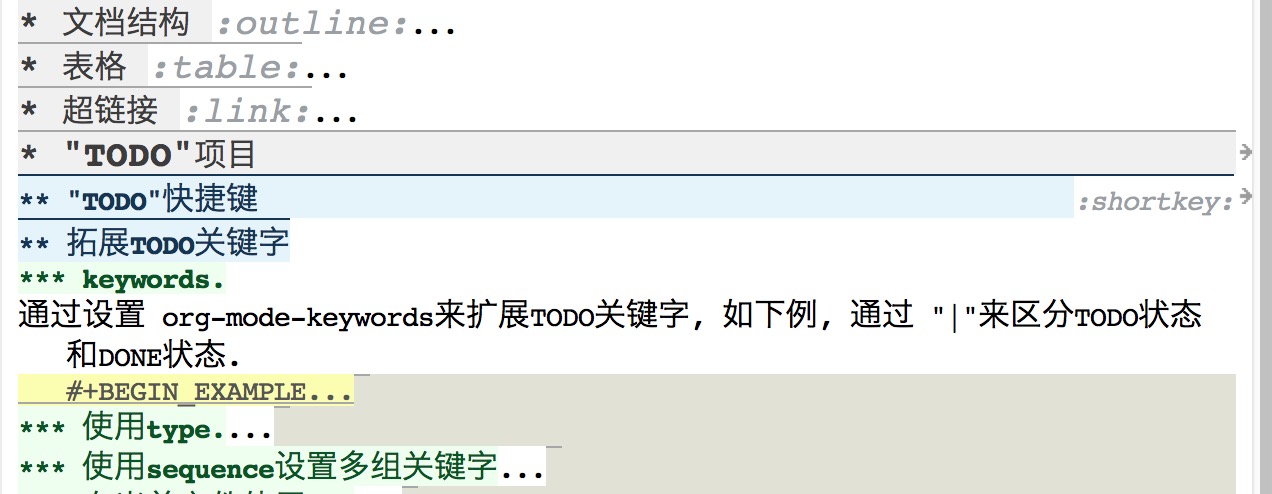 * 文档结构 :outline:...
* 表格 :table:...
* 超链接 :link:...
* "TODO"项目
** "TODO"快捷键 :shortkey:
** 拓展TODO关键字
*** keywords.
通过设置 org-mode-keywords来扩展TODO关键字, 如下例, 通过 "|"来区分TODO状态
和DONE状态.
#+BEGIN_EXAMPLE...
*** 使用type....
*** 使用sequence设置多组关键字...